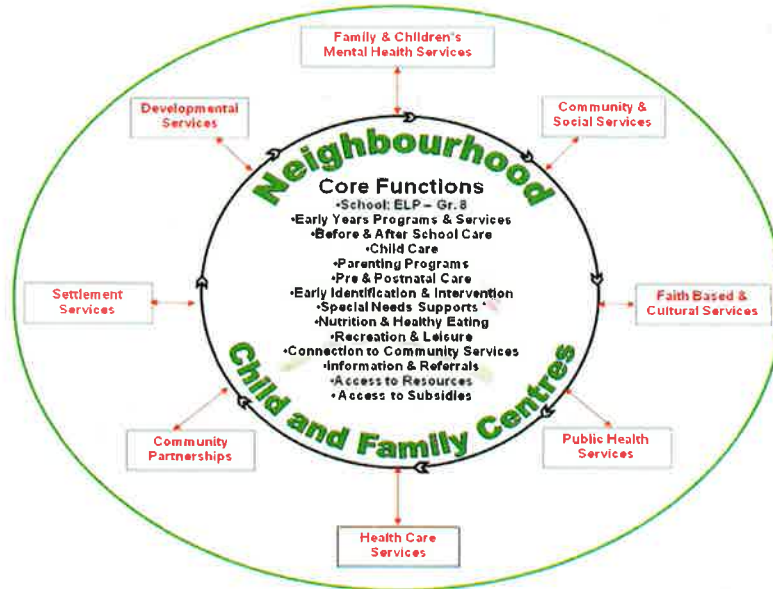 Family & Children's
Mental Health Services
Developmental
Services
Community &
Social Services
Neighbourhood
Core Functions
•School: ELP – Gr. 8
•Early Years Programs & Services
•Before & After School Care
•Child Care
•Parenting Programs
•Pre & Postnatal Care
•Early Identification & Intervention
•Special Needs Supports
•Nutrition & Healthy Eating
•Recreation & Leisure
•Connection to Community Services
•Information & Referrals
•Access to Resources
•Access to Subsidies
Settlement
Services
Faith Based &
Cultural Services
Child and Family Centres
Community
Partnerships
Public Health
Services
Health Care
Services